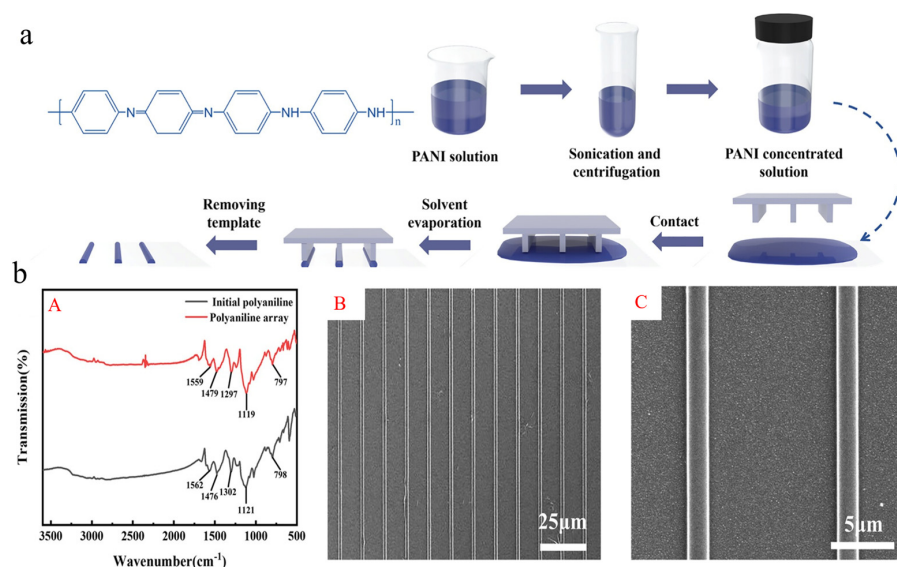 a
N
N
NH
NH
n
PANI solution
Sonication and
centrifugation
PANI concentrated
solution
Removing
template
Solvent
evaporation
Contact
b
A
Initial polyaniline
Polyaniline array
Transmission(%)
1559
1479
1297
1119
797
1562
1476
1302
1121
798
3500 3000 2500 2000 1500 1000 500
Wavenumber(cm⁻¹)
B
25μm
C
5μm